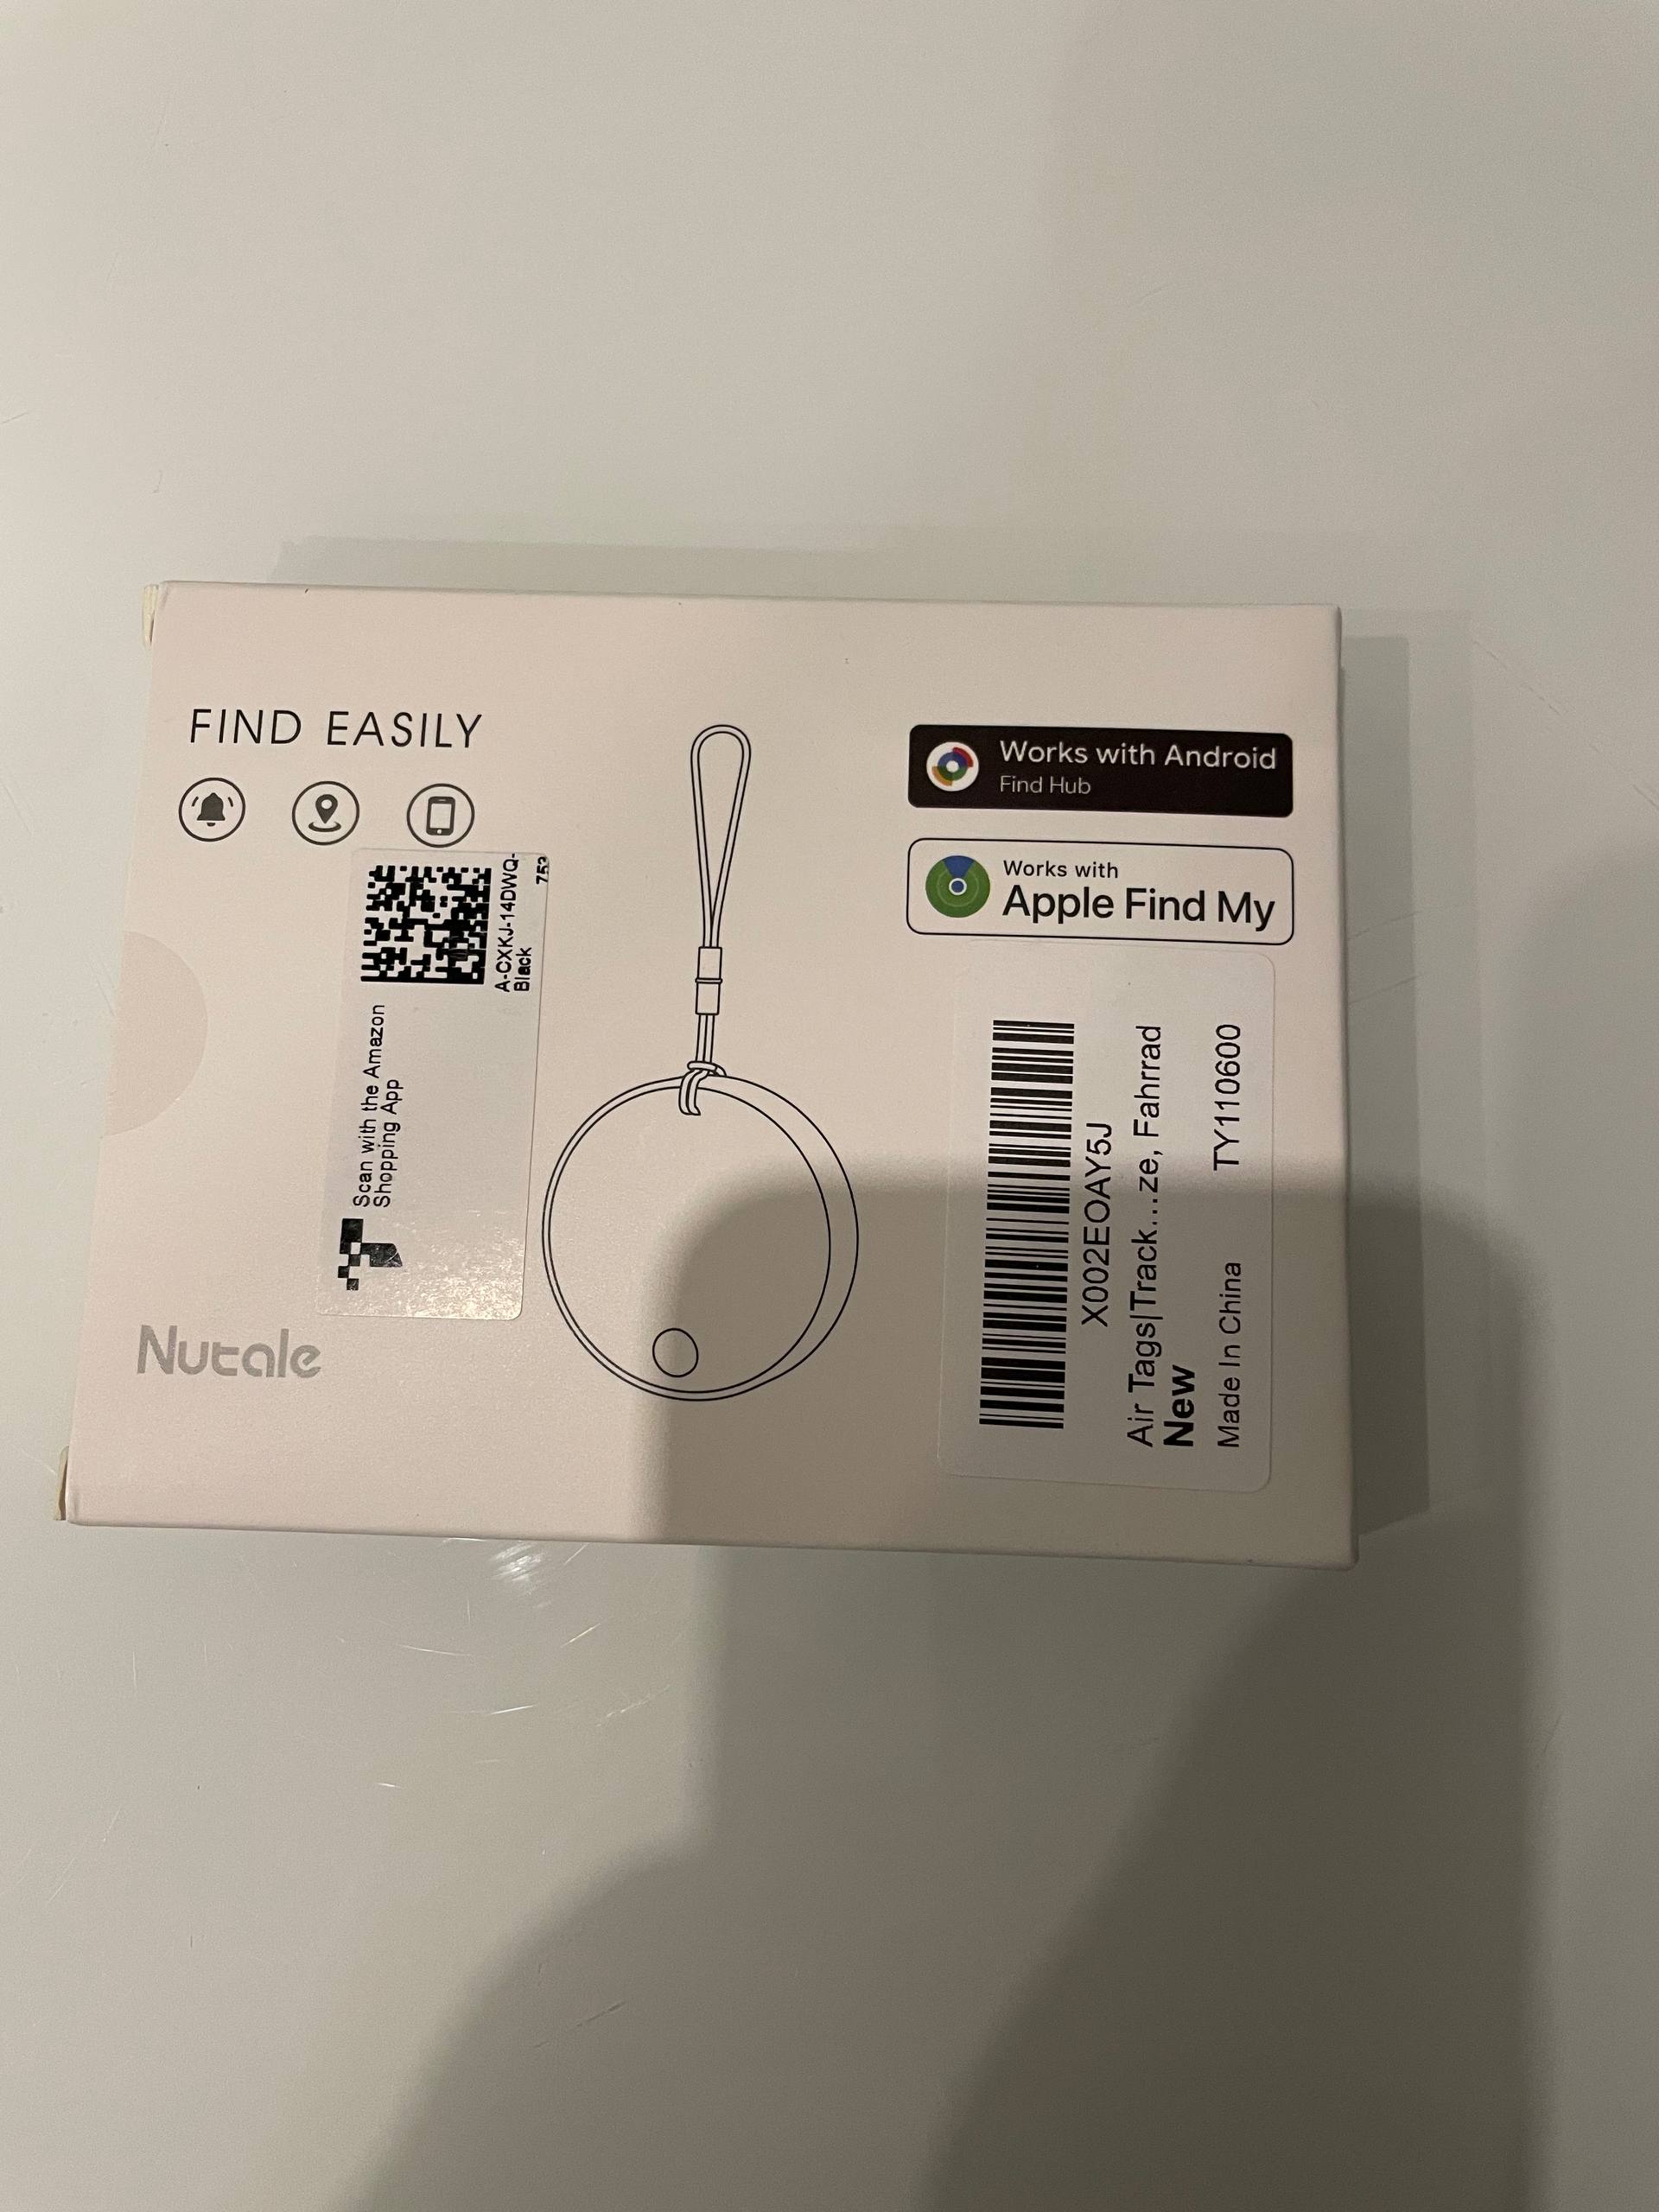 FIND EASILY
Works with Android
Find Hub
Works with
Apple Find My
Scan with the Amazon
Shopping App
A-CXKJ-14DWQ-
Black
Nutale
X002EOAY5J
Air Tags|Track...ze, Fahrrad
New
Made In China TY110600